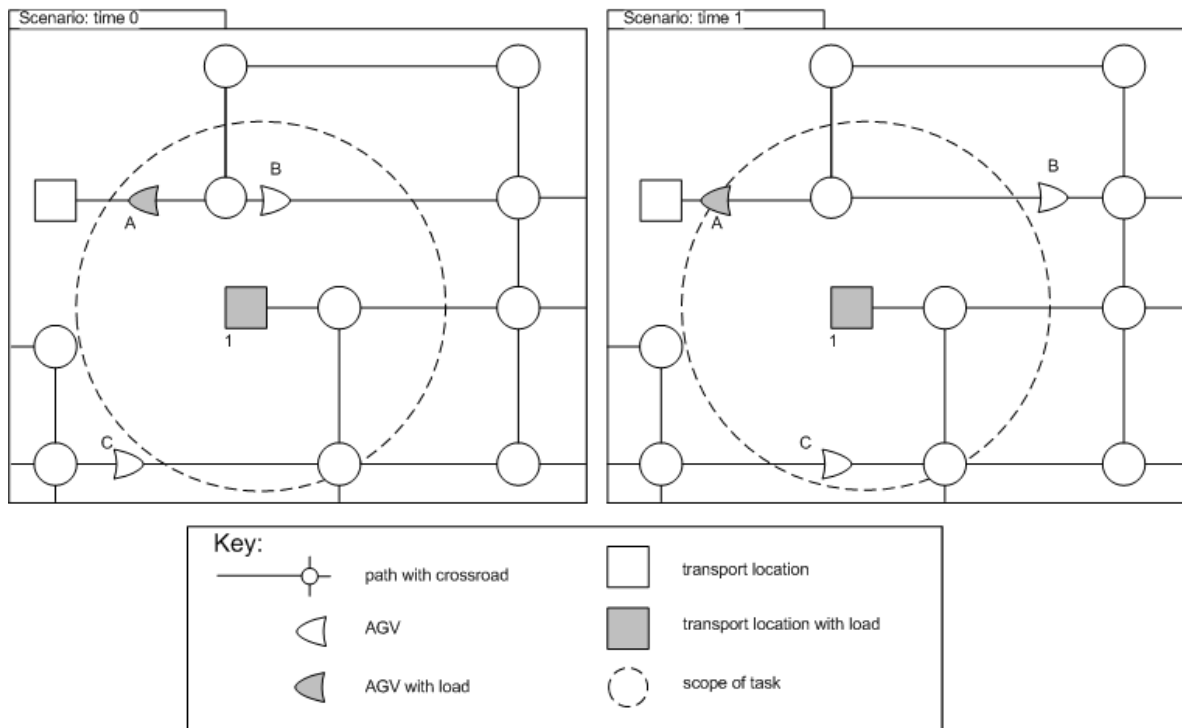 Scenario: time 0
B
A
1
C
Scenario: time 1
B
A
1
C
Key:
path with crossroad
AGV
AGV with load
transport location
transport location with load
scope of task